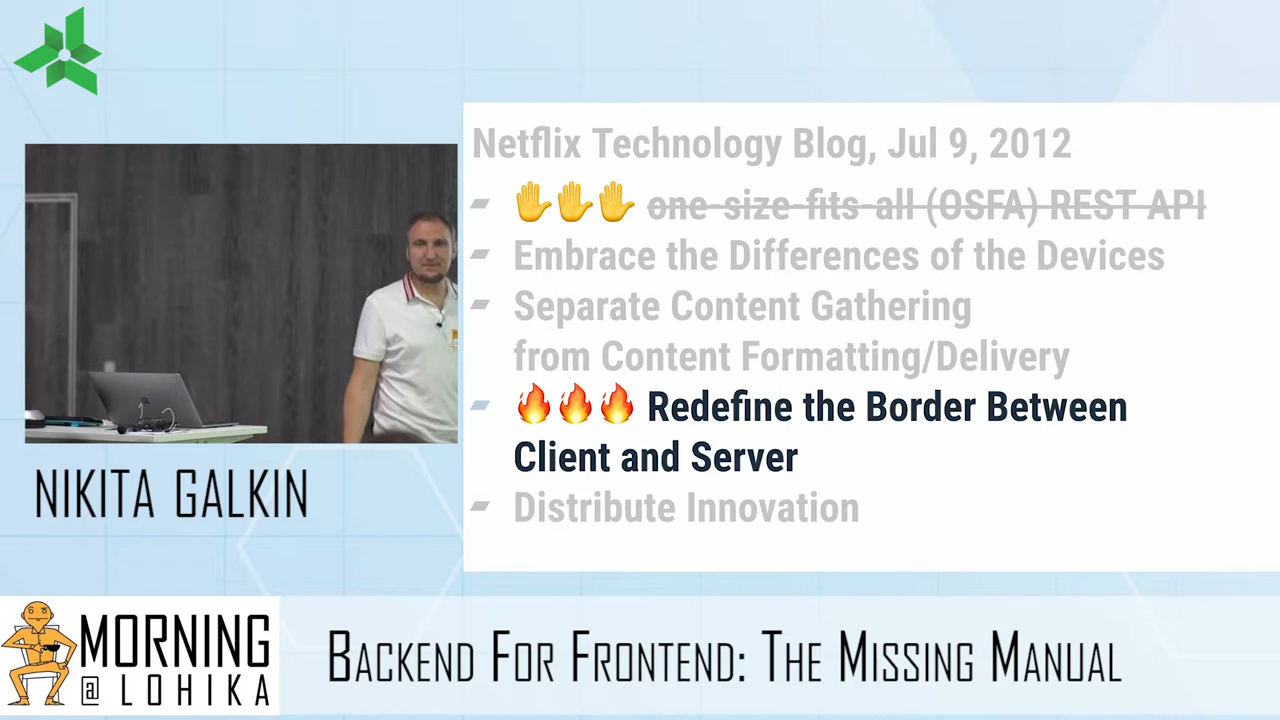 Netflix Technology Blog, Jul 9, 2012
- ✋✋✋ one-size-fits-all (OSFA) REST API
- Embrace the Differences of the Devices
- Separate Content Gathering
from Content Formatting/Delivery
- 🔥🔥🔥 Redefine the Border Between
Client and Server
- Distribute Innovation
NIKITA GALKIN
MORNING
@ LOHIKA
BACKEND FOR FRONTEND: THE MISSING MANUAL